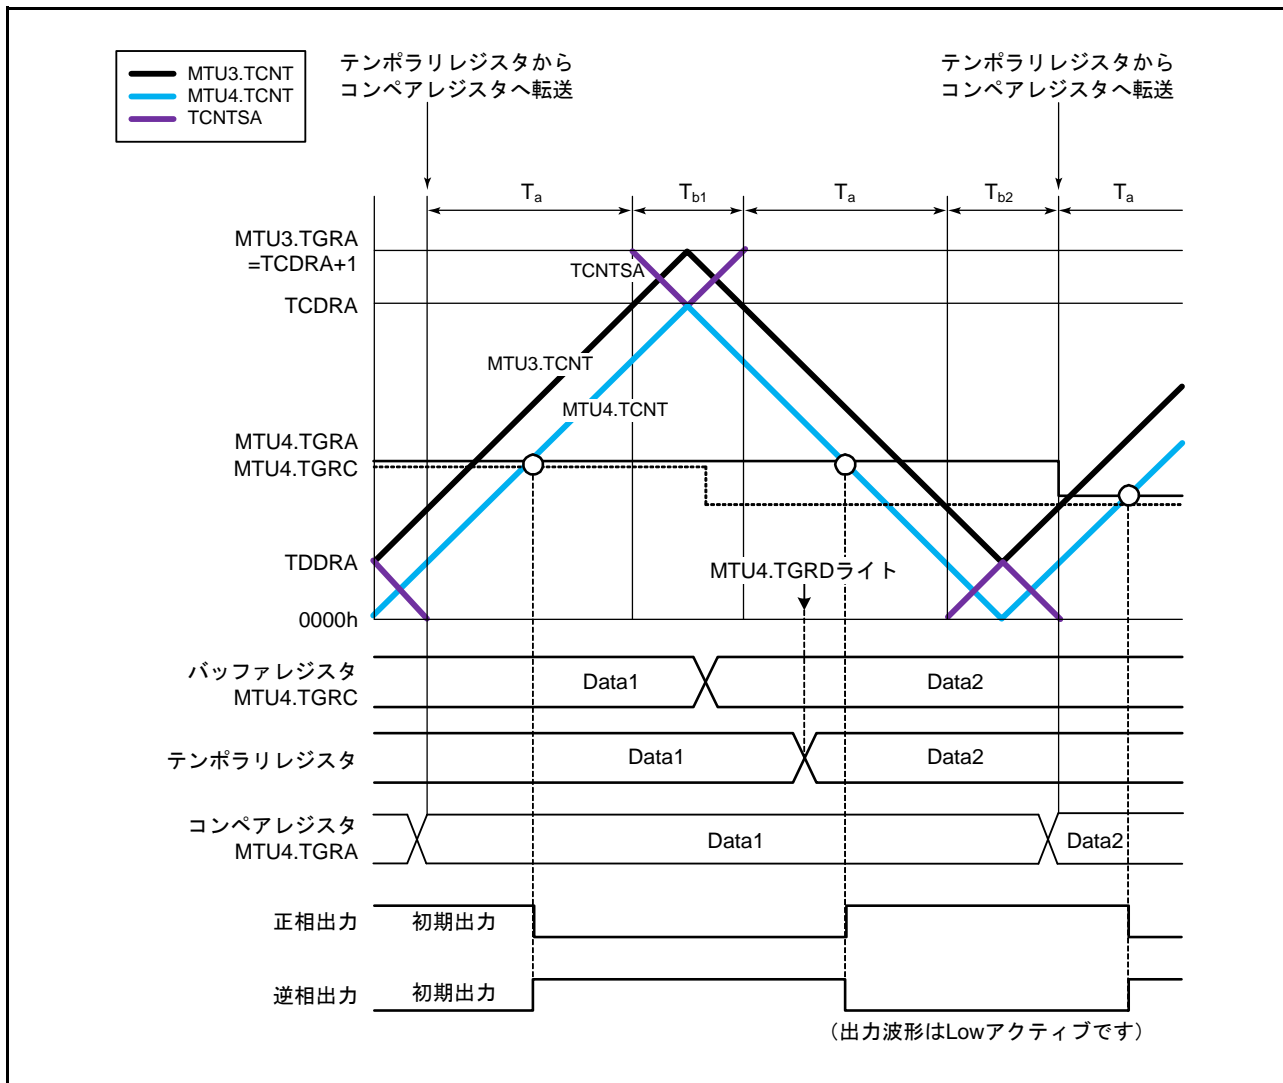 MTU3.TCNT
MTU4.TCNT
TCNTSA
テンポラリレジスタから
コンペアレジスタへ転送
テンポラリレジスタから
コンペアレジスタへ転送
Ta
Tb1
Ta
Tb2
Ta
MTU3.TGRA
=TCDRA+1
TCNTSA
TCDRA
MTU3.TCNT
MTU4.TCNT
MTU4.TGRA
MTU4.TGRC
TDDRA
MTU4.TGRDライト
0000h
バッファレジスタ
MTU4.TGRC
Data1
Data2
テンポラリレジスタ
Data1
Data2
コンペアレジスタ
MTU4.TGRA
Data1
Data2
正相出力
初期出力
逆相出力
初期出力
（出力波形はLowアクティブです）